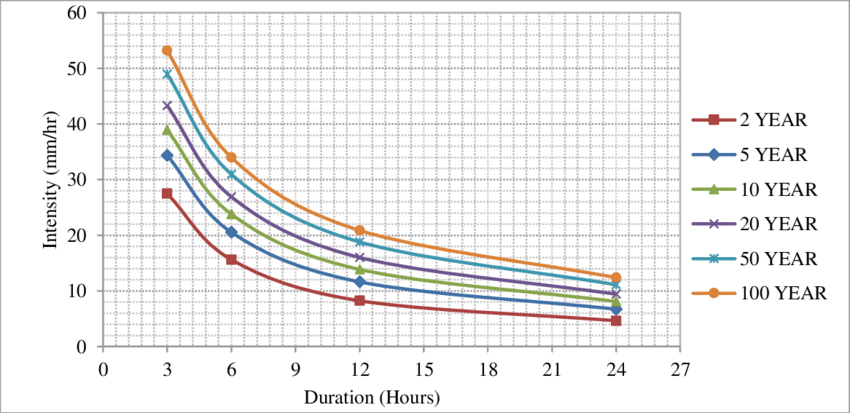 60
50
40
30
20
10
0
Intensity (mm/hr)
0 3 6 9 12 15 18 21 24 27
Duration (Hours)
2 YEAR
5 YEAR
10 YEAR
20 YEAR
50 YEAR
100 YEAR